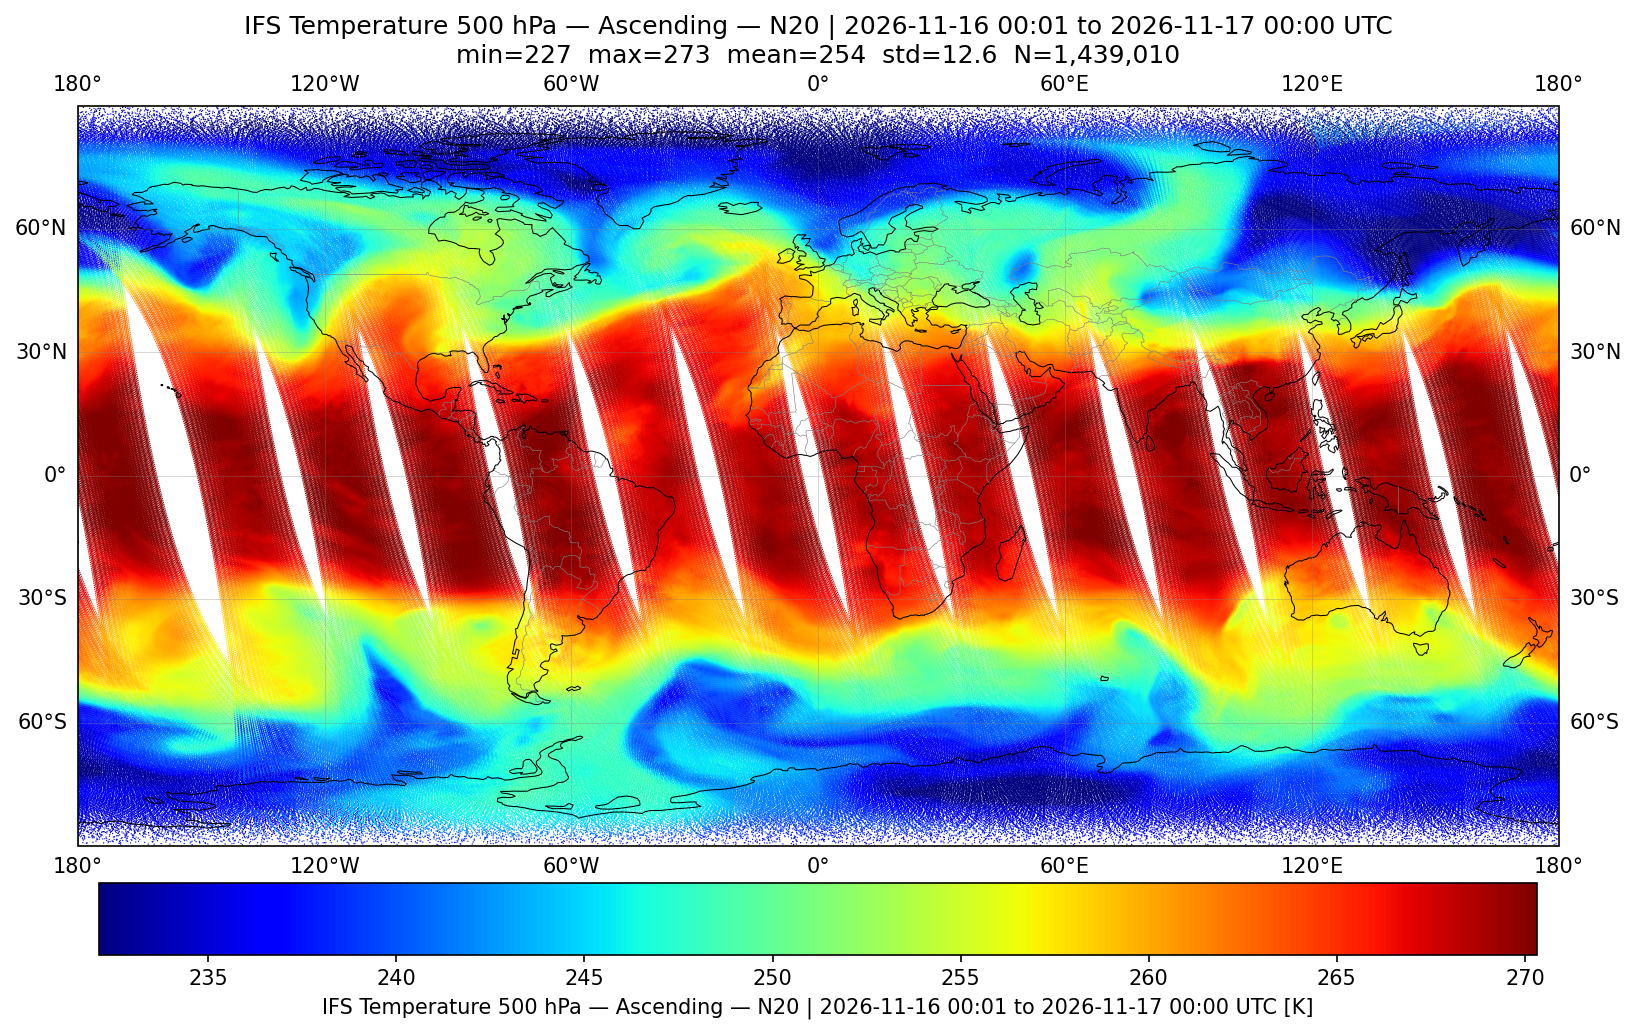 IFS Temperature 500 hPa — Ascending — N20 | 2026-11-16 00:01 to 2026-11-17 00:00 UTC
min=227  max=273  mean=254  std=12.6  N=1,439,010
180° 120°W 60°W 0° 60°E 120°E 180°
60°N 60°N
30°N 30°N
0° 0°
30°S 30°S
60°S 60°S
180° 120°W 60°W 0° 60°E 120°E 180°
235 240 245 250 255 260 265 270
IFS Temperature 500 hPa — Ascending — N20 | 2026-11-16 00:01 to 2026-11-17 00:00 UTC [K]